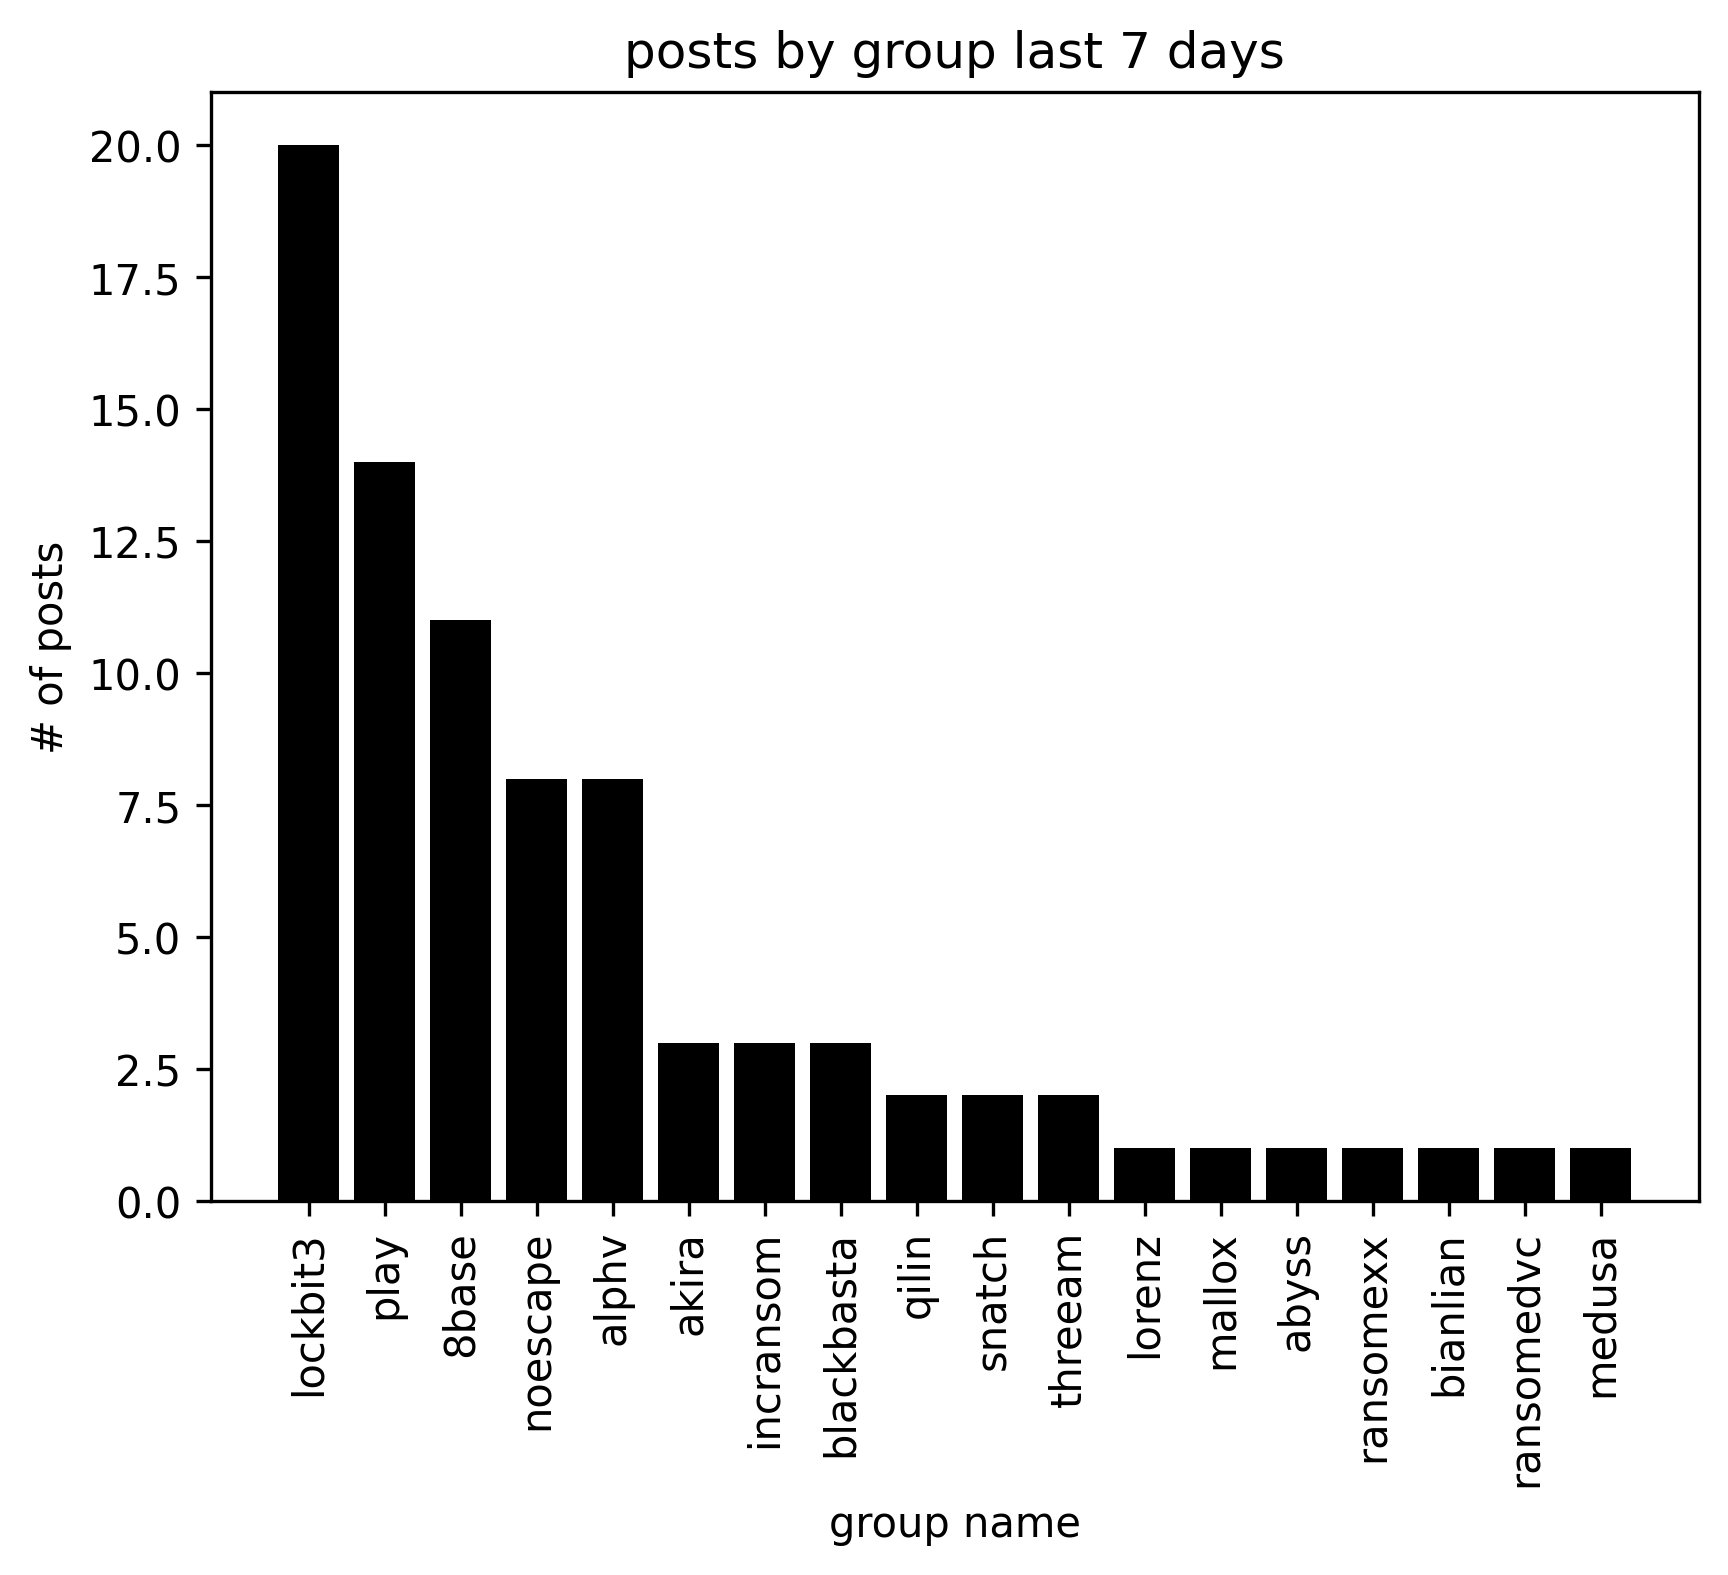 posts by group last 7 days
# of posts
20.0
17.5
15.0
12.5
10.0
7.5
5.0
2.5
0.0
lockbit3
play
8base
noescape
alphv
akira
incransom
blackbasta
qilin
snatch
threeam
lorenz
mallox
abyss
ransomexx
bianlian
ransomedvc
medusa
group name